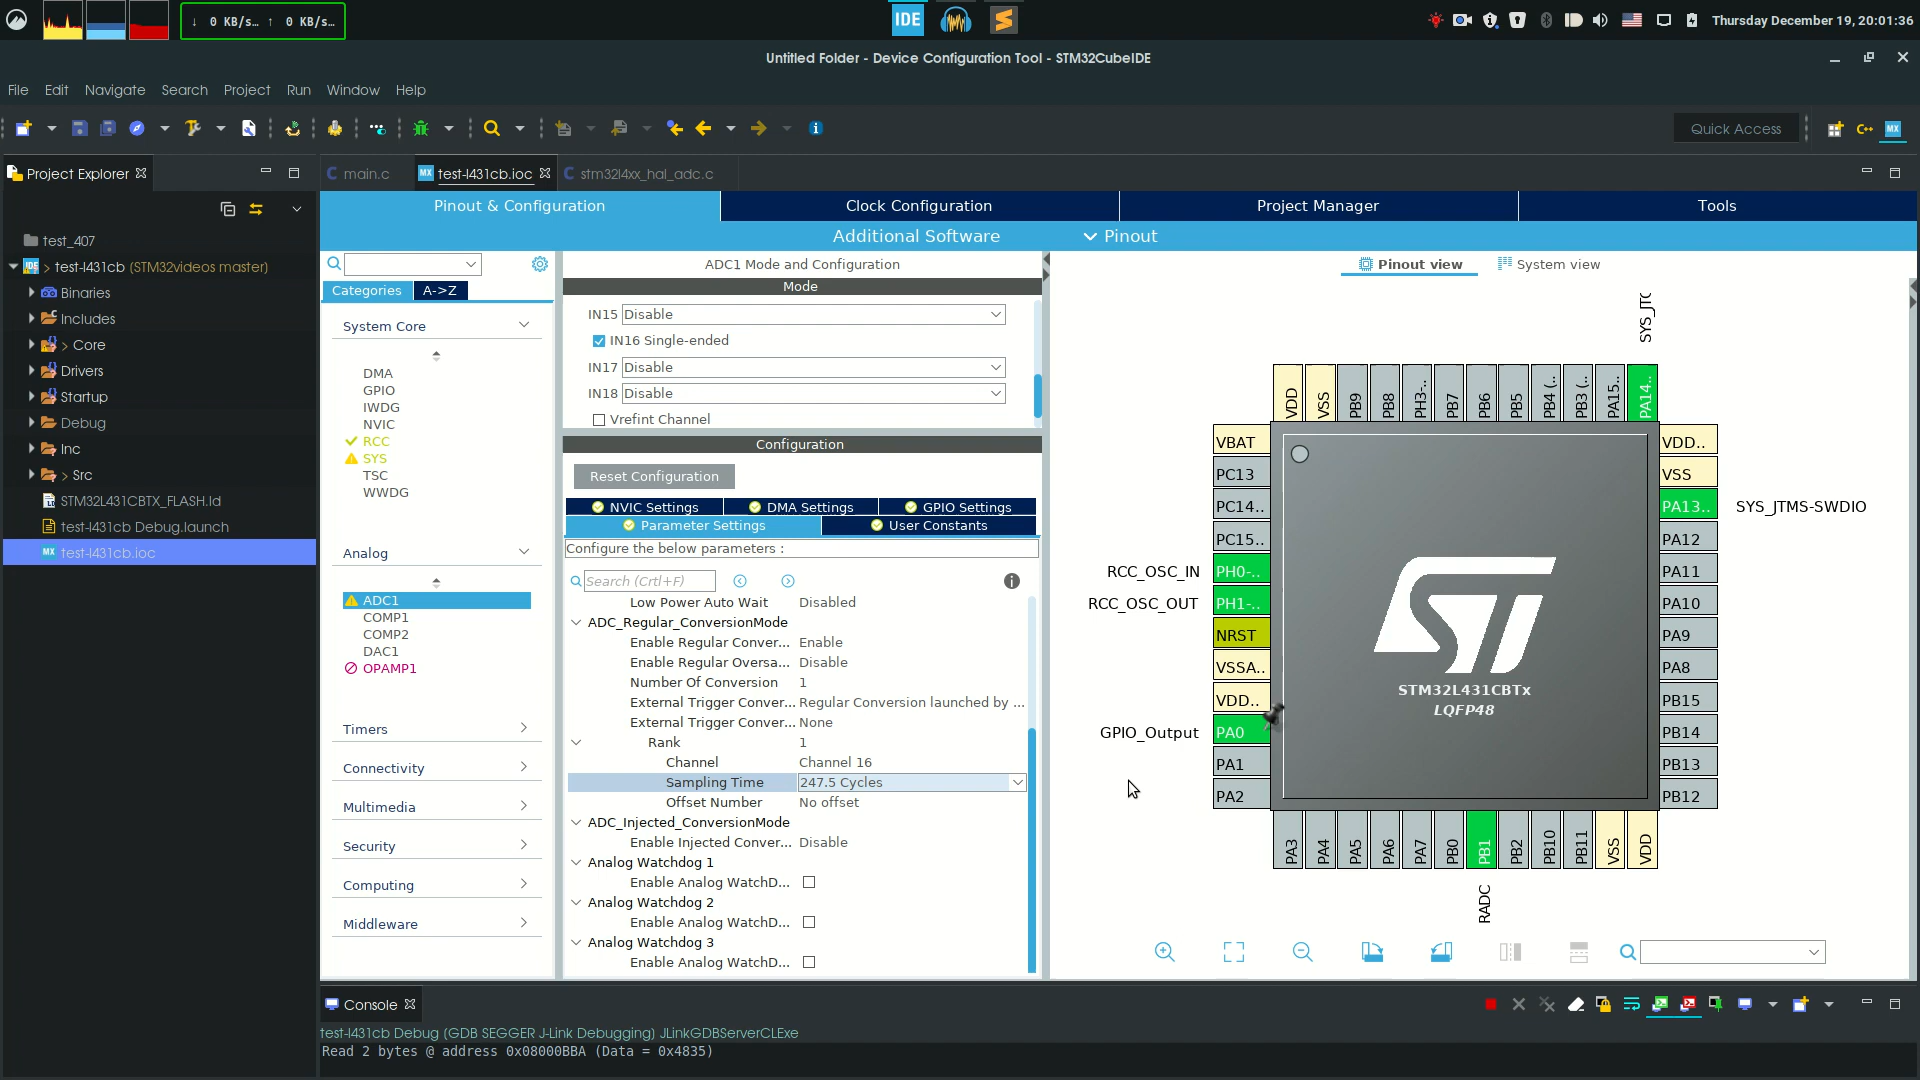 ↓ 0 KB/s… ↑ 0 KB/s…
IDE
Thursday December 19, 20:01:36
Untitled Folder - Device Configuration Tool - STM32CubeIDE
File Edit Navigate Search Project Run Window Help
Quick Access
Project Explorer
main.c
MX test-l431cb.ioc
stm32l4xx_hal_adc.c
Pinout & Configuration
Clock Configuration
Project Manager
Tools
Additional Software
Pinout
test_407
IDE > test-l431cb (STM32videos master)
Binaries
Includes
> Core
Drivers
Startup
Debug
Inc
> Src
STM32L431CBTX_FLASH.ld
test-l431cb Debug.launch
MX test-l431cb.ioc
Categories
A->Z
System Core
DMA
GPIO
IWDG
NVIC
RCC
SYS
TSC
WWDG
Analog
ADC1
COMP1
COMP2
DAC1
OPAMP1
Timers
Connectivity
Multimedia
Security
Computing
Middleware
ADC1 Mode and Configuration
Mode
IN15 Disable
IN16 Single-ended
IN17 Disable
IN18 Disable
Vrefint Channel
Configuration
Reset Configuration
NVIC Settings
DMA Settings
GPIO Settings
Parameter Settings
User Constants
Configure the below parameters :
Search (Crtl+F)
Low Power Auto Wait Disabled
ADC_Regular_ConversionMode
Enable Regular Conver... Enable
Enable Regular Oversa... Disable
Number Of Conversion 1
External Trigger Conver... Regular Conversion launched by ...
External Trigger Conver... None
Rank 1
Channel Channel 16
Sampling Time 247.5 Cycles
Offset Number No offset
ADC_Injected_ConversionMode
Enable Injected Conver... Disable
Analog Watchdog 1
Enable Analog WatchD...
Analog Watchdog 2
Enable Analog WatchD...
Analog Watchdog 3
Enable Analog WatchD...
Pinout view
System view
SYS_JTC
VDD
VSS
PB9
PB8
PH3-..
PB7
PB6
PB5
PB4 (..
PB3 (..
PA15..
PA14..
VBAT
PC13
PC14..
PC15..
RCC_OSC_IN PH0-..
RCC_OSC_OUT PH1-..
NRST
VSSA..
VDD..
GPIO_Output PA0
PA1
PA2
VDD..
VSS
PA13.. SYS_JTMS-SWDIO
PA12
PA11
PA10
PA9
PA8
PB15
PB14
PB13
PB12
ST
STM32L431CBTx
LQFP48
PA3
PA4
PA5
PA6
PA7
PB0
PB1
PB2
PB10
PB11
VSS
VDD
RADC
Console
test-l431cb Debug [GDB SEGGER J-Link Debugging] JLinkGDBServerCLExe
Read 2 bytes @ address 0x08000BBA (Data = 0x4835)